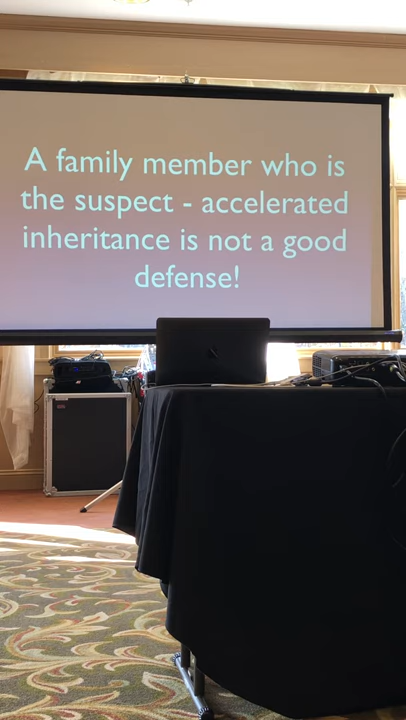 A family member who is
the suspect - accelerated
inheritance is not a good
defense!